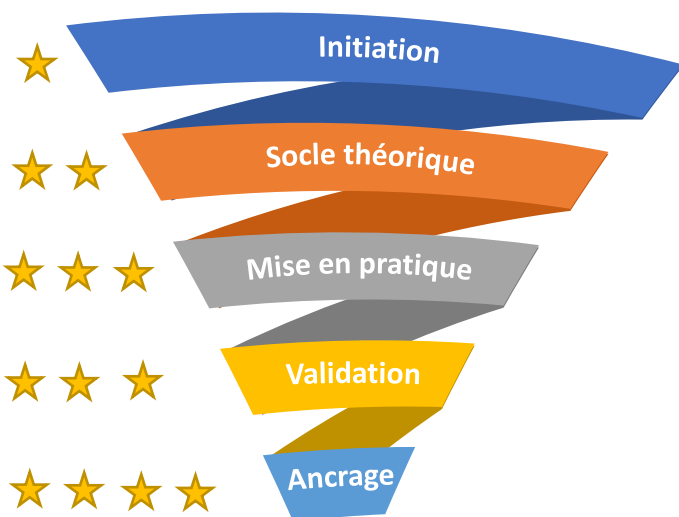 Initiation
Socle théorique
Mise en pratique
Validation
Ancrage